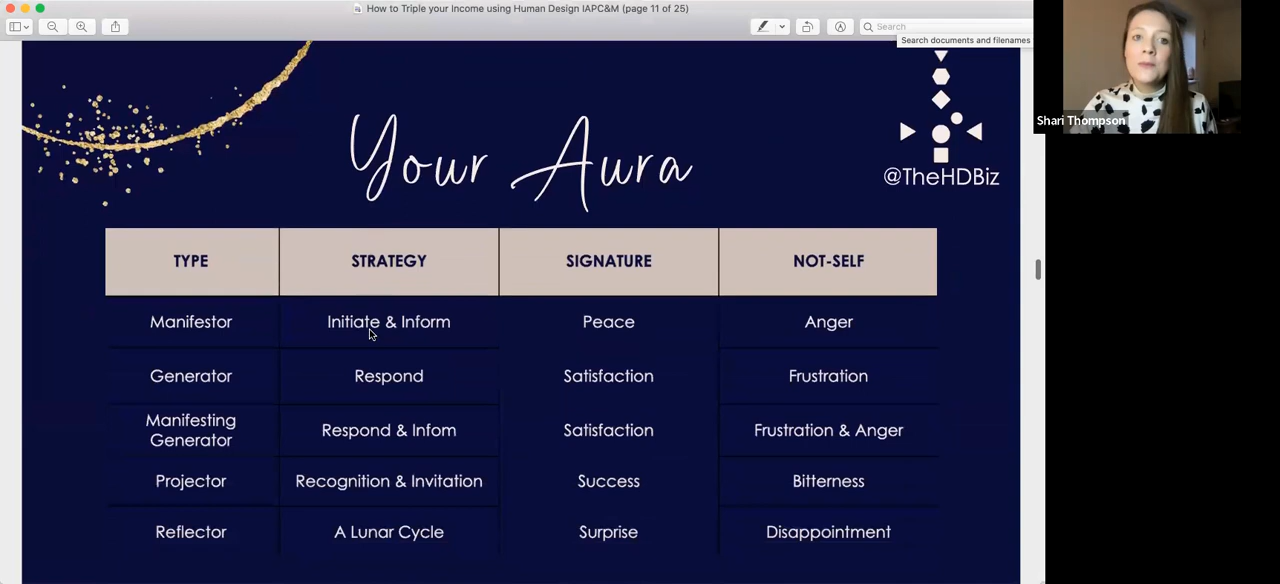 How to Triple your Income using Human Design IAPC&M (page 11 of 25)
Search
Search documents and filenames
Shari Thompson
Your Aura
@TheHDBiz
TYPE STRATEGY SIGNATURE NOT-SELF
Manifestor Initiate & Inform Peace Anger
Generator Respond Satisfaction Frustration
Manifesting
Generator Respond & Infom Satisfaction Frustration & Anger
Projector Recognition & Invitation Success Bitterness
Reflector A Lunar Cycle Surprise Disappointment